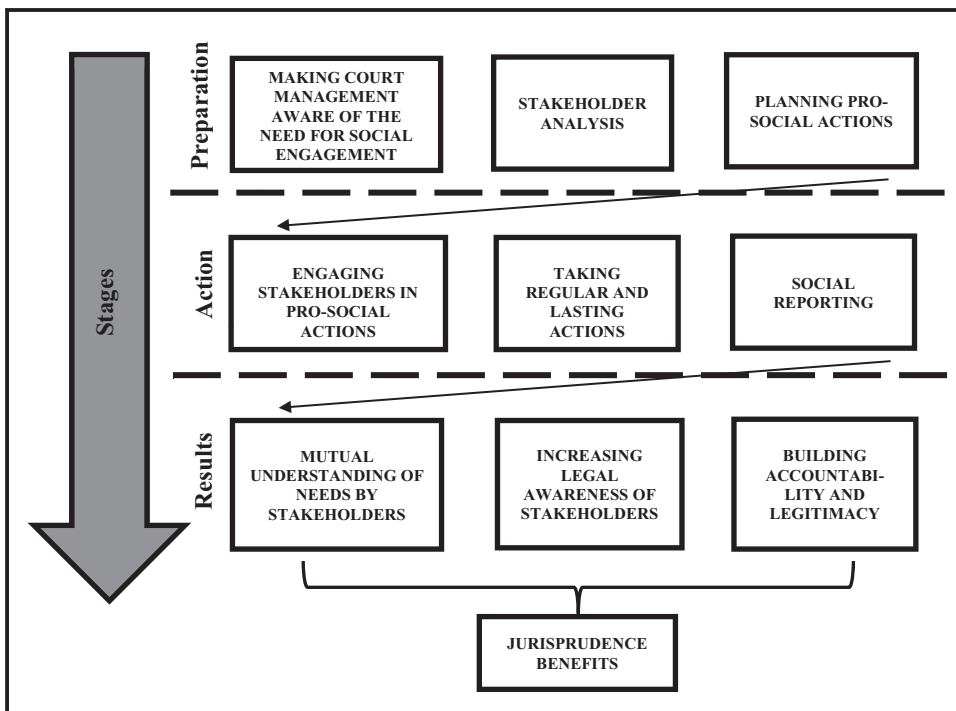 Stages
Preparation
MAKING COURT
MANAGEMENT
AWARE OF THE
NEED FOR SOCIAL
ENGAGEMENT
STAKEHOLDER
ANALYSIS
PLANNING PRO-
SOCIAL ACTIONS
Action
ENGAGING
STAKEHOLDERS IN
PRO-SOCIAL
ACTIONS
TAKING
REGULAR AND
LASTING
ACTIONS
SOCIAL
REPORTING
Results
MUTUAL
UNDERSTANDING OF
NEEDS BY
STAKEHOLDERS
INCREASING
LEGAL
AWARENESS OF
STAKEHOLDERS
BUILDING
ACCOUNTABI-
LITY AND
LEGITIMACY
JURISPRUDENCE
BENEFITS